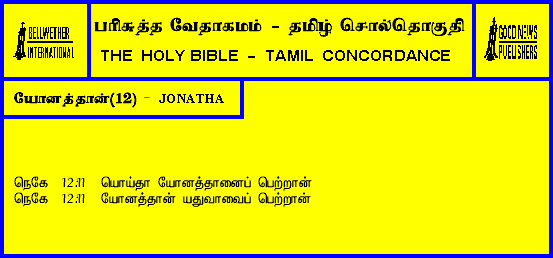 BELLWETHER
INTERNATIONAL
பரிசுத்த வேதாகமம் - தமிழ் சொல்தொகுதி
THE HOLY BIBLE - TAMIL CONCORDANCE
GOOD NEWS
PUBLISHERS
யோனத்தான்(12) - JONATHA
நெகே 12:11 யொய்தா யோனத்தானைப் பெற்றான்
நெகே 12:11 யோனத்தான் யதுவாவைப் பெற்றான்